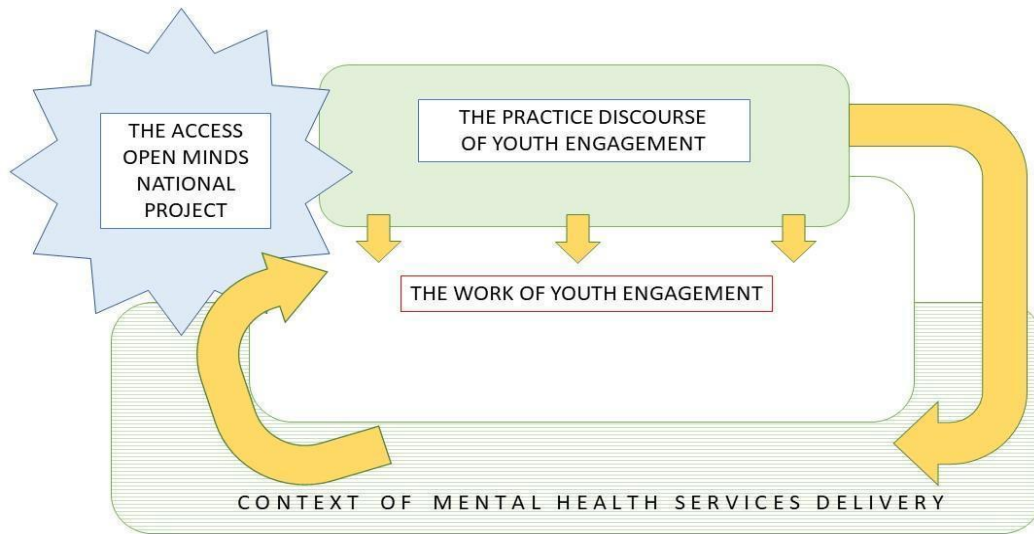 THE ACCESS
OPEN MINDS
NATIONAL
PROJECT
THE PRACTICE DISCOURSE
OF YOUTH ENGAGEMENT
THE WORK OF YOUTH ENGAGEMENT
CONTEXT OF MENTAL HEALTH SERVICES DELIVERY